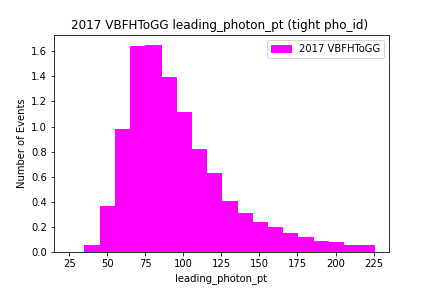 2017 VBFHToGG leading_photon_pt (tight pho_id)
2017 VBFHToGG
Number of Events
1.6
1.4
1.2
1.0
0.8
0.6
0.4
0.2
0.0
25 50 75 100 125 150 175 200 225
leading_photon_pt